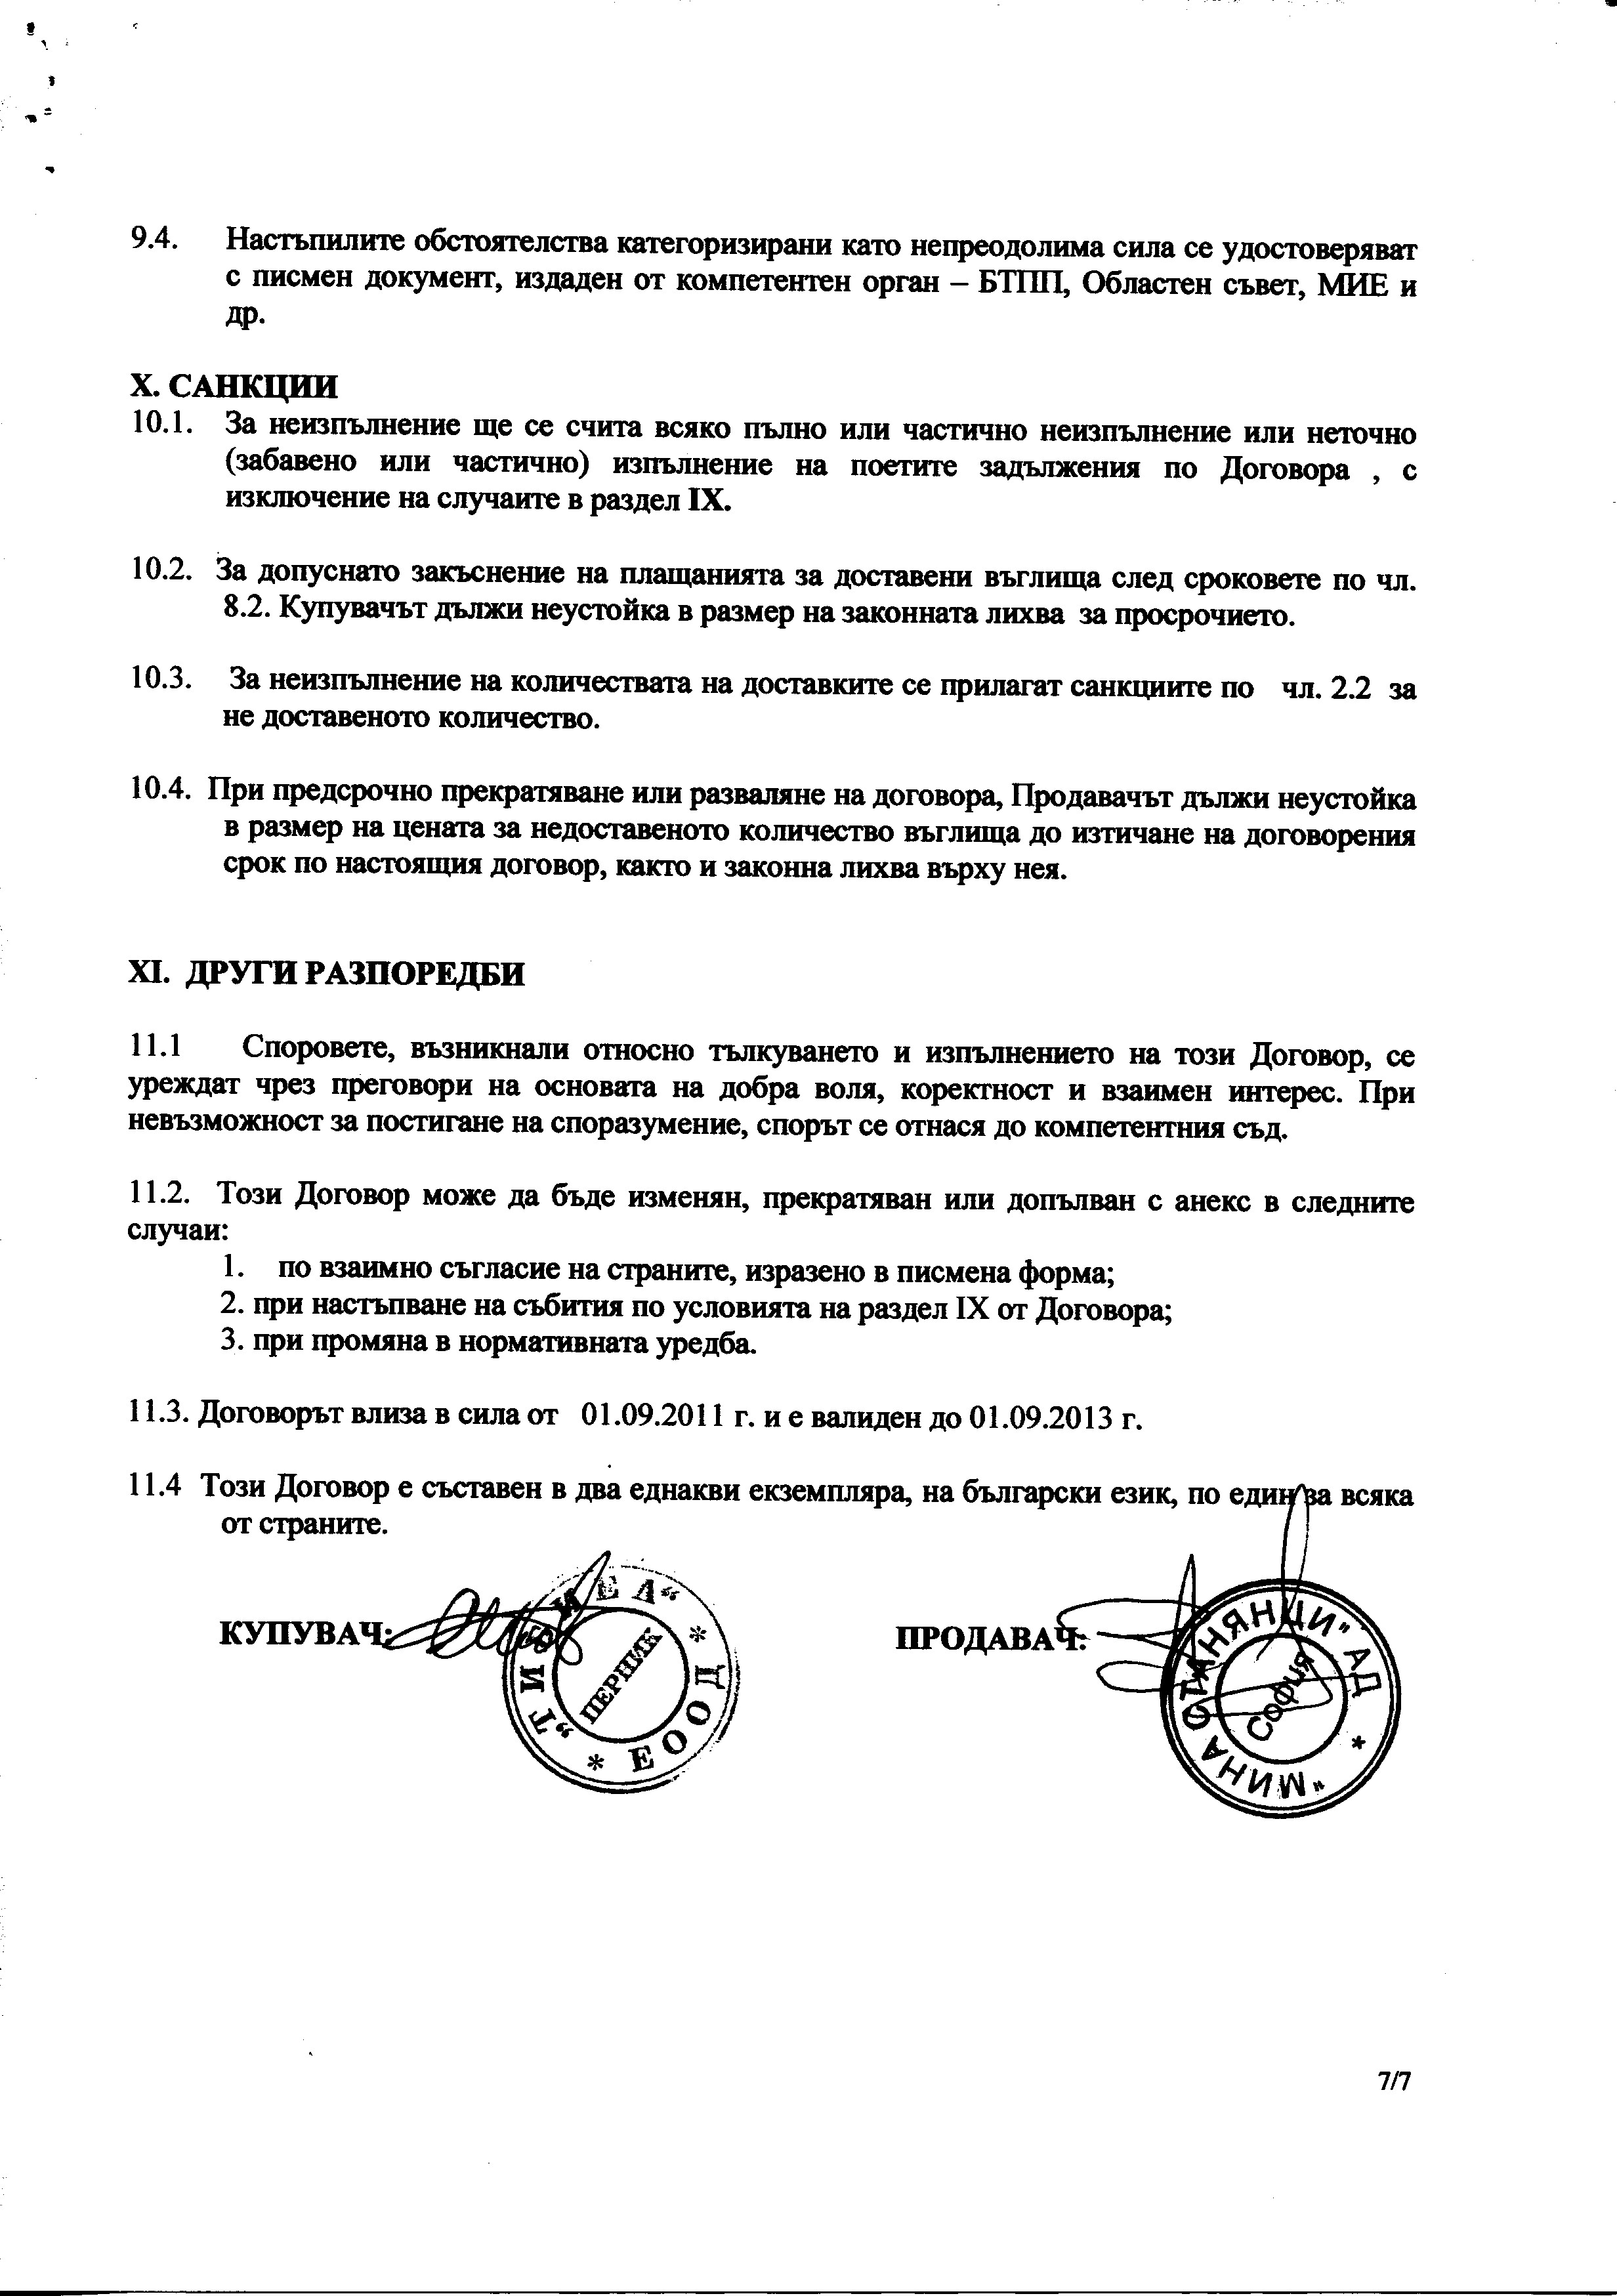 9.4. Настъпилите обстоятелства категоризирани като непреодолима сила се удостоверяват
с писмен документ, издаден от компетентен орган – БТПП, Областен съвет, МИЕ и
др.
X. САНКЦИИ
10.1. За неизпълнение ще се счита всяко пълно или частично неизпълнение или неточно
(забавено или частично) изпълнение на поетите задължения по Договора , с
изключение на случаите в раздел IX.
10.2. За допуснато закъснение на плащанията за доставени въглища след сроковете по чл.
8.2. Купувачът дължи неустойка в размер на законната лихва за просрочието.
10.3. За неизпълнение на количествата на доставките се прилагат санкциите по чл. 2.2 за
не доставеното количество.
10.4. При предсрочно прекратяване или разваляне на договора, Продавачът дължи неустойка
в размер на цената за недоставеното количество въглища до изтичане на договорения
срок по настоящия договор, както и законна лихва върху нея.
XI. ДРУГИ РАЗПОРЕДБИ
11.1 Споровете, възникнали относно тълкуването и изпълнението на този Договор, се
уреждат чрез преговори на основата на добра воля, коректност и взаимен интерес. При
невъзможност за постигане на споразумение, спорът се отнася до компетентния съд.
11.2. Този Договор може да бъде изменян, прекратяван или допълван с анекс в следните
случаи:
1. по взаимно съгласие на страните, изразено в писмена форма;
2. при настъпване на събития по условията на раздел IX от Договора;
3. при промяна в нормативната уредба.
11.3. Договорът влиза в сила от 01.09.2011 г. и е валиден до 01.09.2013 г.
11.4 Този Договор е съставен в два еднакви екземпляра, на български език, по един за всяка
от страните.
КУПУВАЧ:
„ТИБИЕЛ“ * ЕООД *
ПЕРНИК
ПРОДАВАЧ:
"МИНА СТАНЯНЦИ" АД *
София
7/7